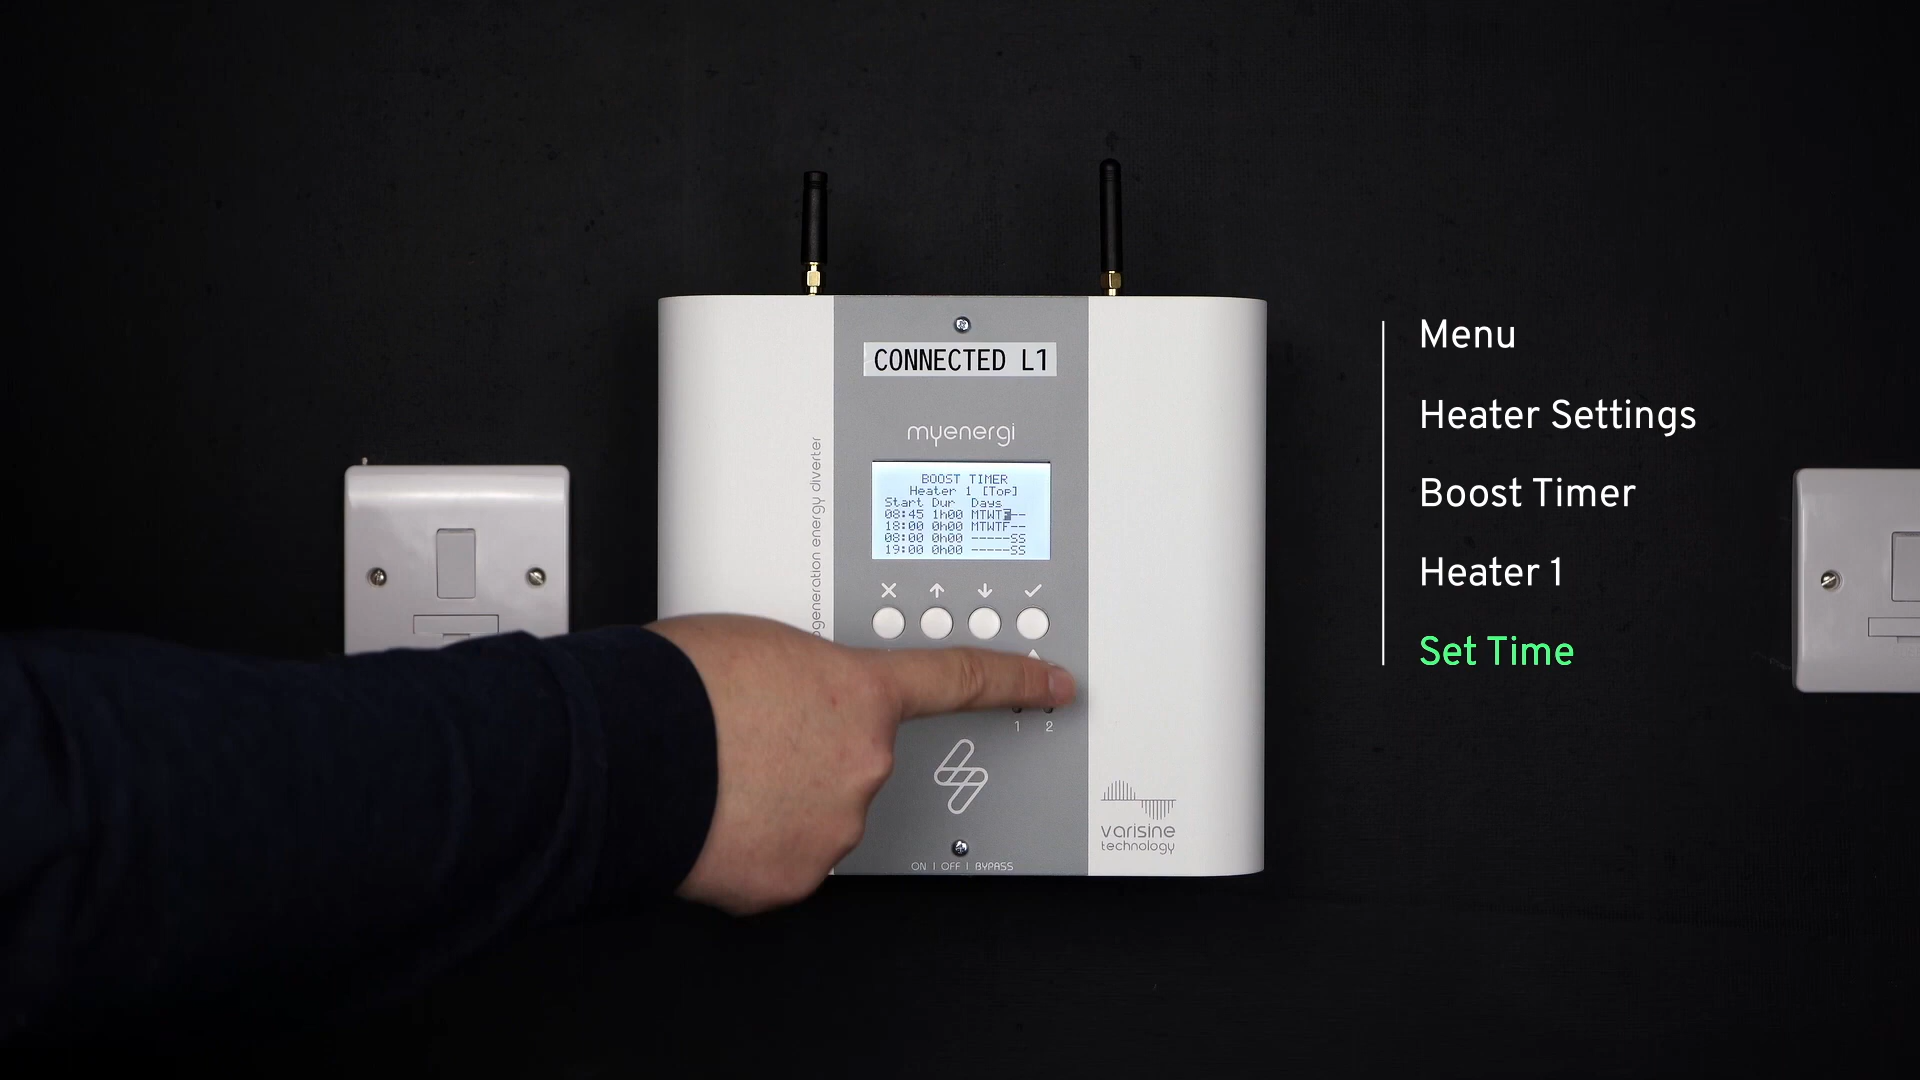 CONNECTED L1
myenergi
BOOST TIMER
Heater 1 [Top]
Start Dur Days
08:45 1h00 MTWTF--
18:00 0h00 MTWTF--
08:00 0h00 -----SS
19:00 0h00 -----SS
generation energy diverter
1 2
varisine
technology
ON | OFF | BYPASS
Menu
Heater Settings
Boost Timer
Heater 1
Set Time